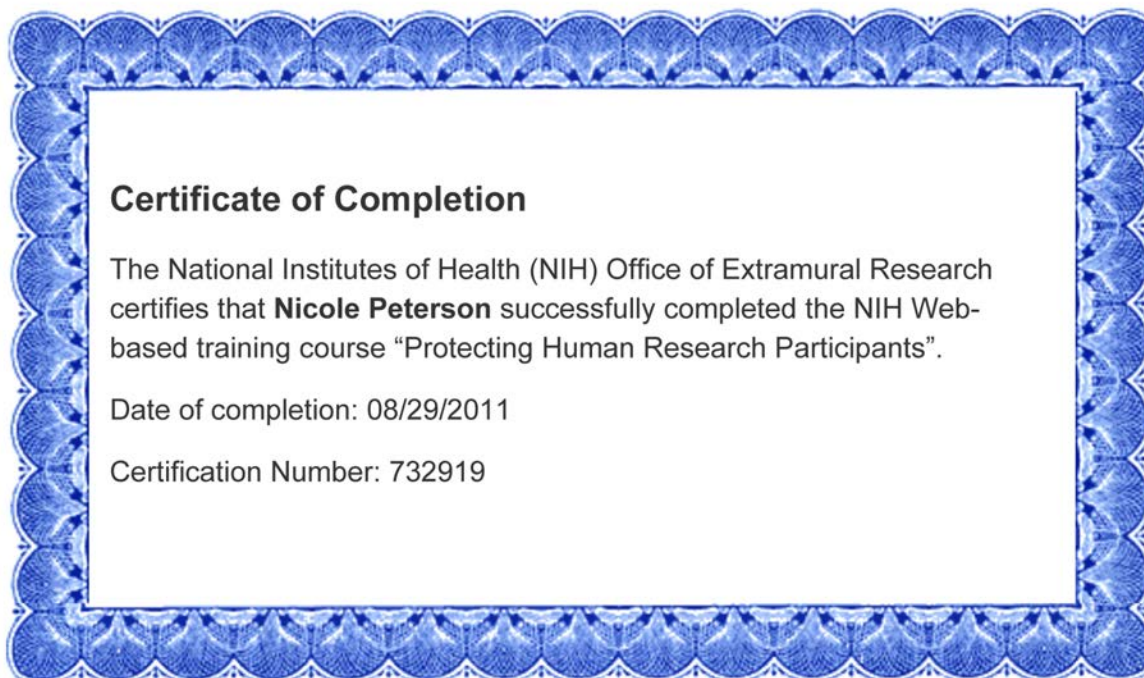 Certificate of Completion
The National Institutes of Health (NIH) Office of Extramural Research
certifies that Nicole Peterson successfully completed the NIH Web-
based training course “Protecting Human Research Participants”.
Date of completion: 08/29/2011
Certification Number: 732919